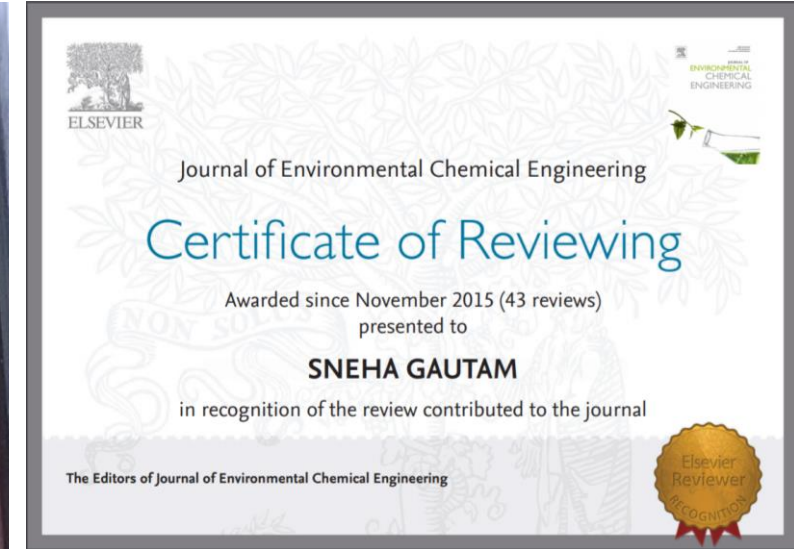 ELSEVIER
JOURNAL OF
ENVIRONMENTAL
CHEMICAL
ENGINEERING
Journal of Environmental Chemical Engineering
Certificate of Reviewing
Awarded since November 2015 (43 reviews)
presented to
NON SOLUS
SNEHA GAUTAM
in recognition of the review contributed to the journal
The Editors of Journal of Environmental Chemical Engineering
Elsevier
Reviewer
RECOGNITION